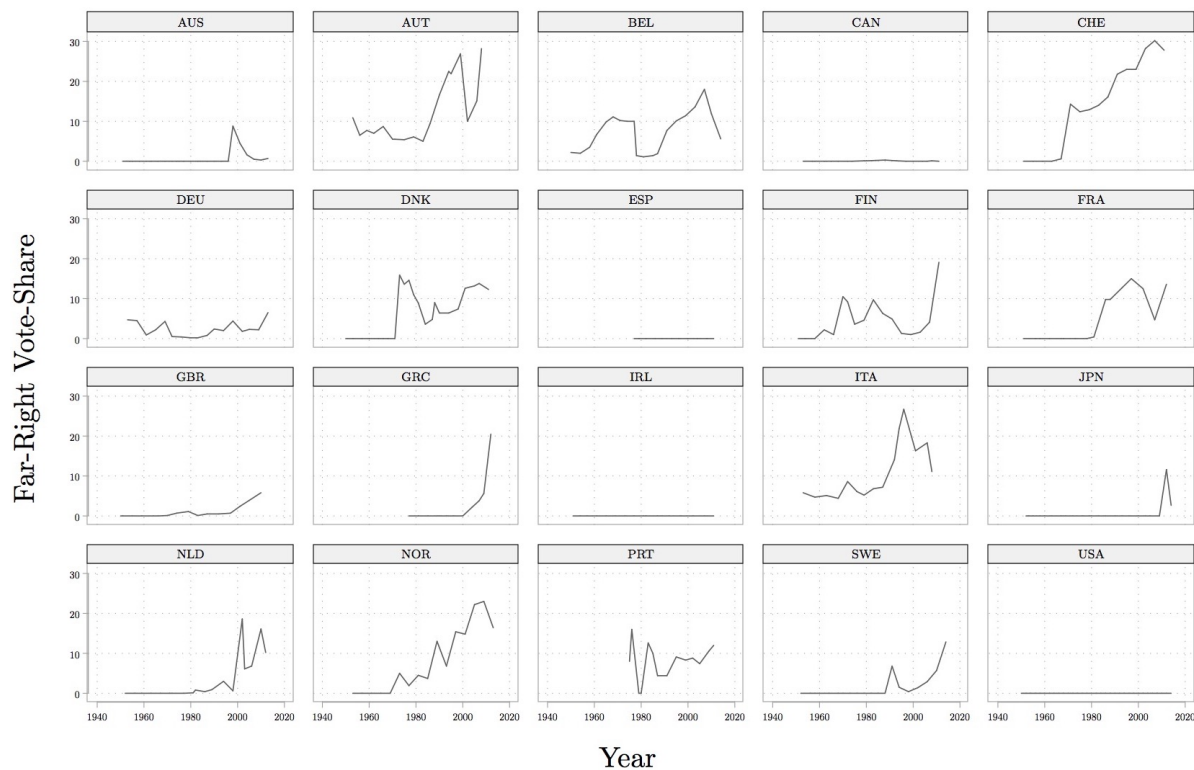 AUS AUT BEL CAN CHE
30
20
10
0
DEU DNK ESP FIN FRA
30
20
10
0
GBR GRC IRL ITA JPN
30
20
10
0
NLD NOR PRT SWE USA
30
20
10
0
1940 1960 1980 2000 2020 1940 1960 1980 2000 2020 1940 1960 1980 2000 2020 1940 1960 1980 2000 2020 1940 1960 1980 2000 2020
Far-Right Vote-Share
Year